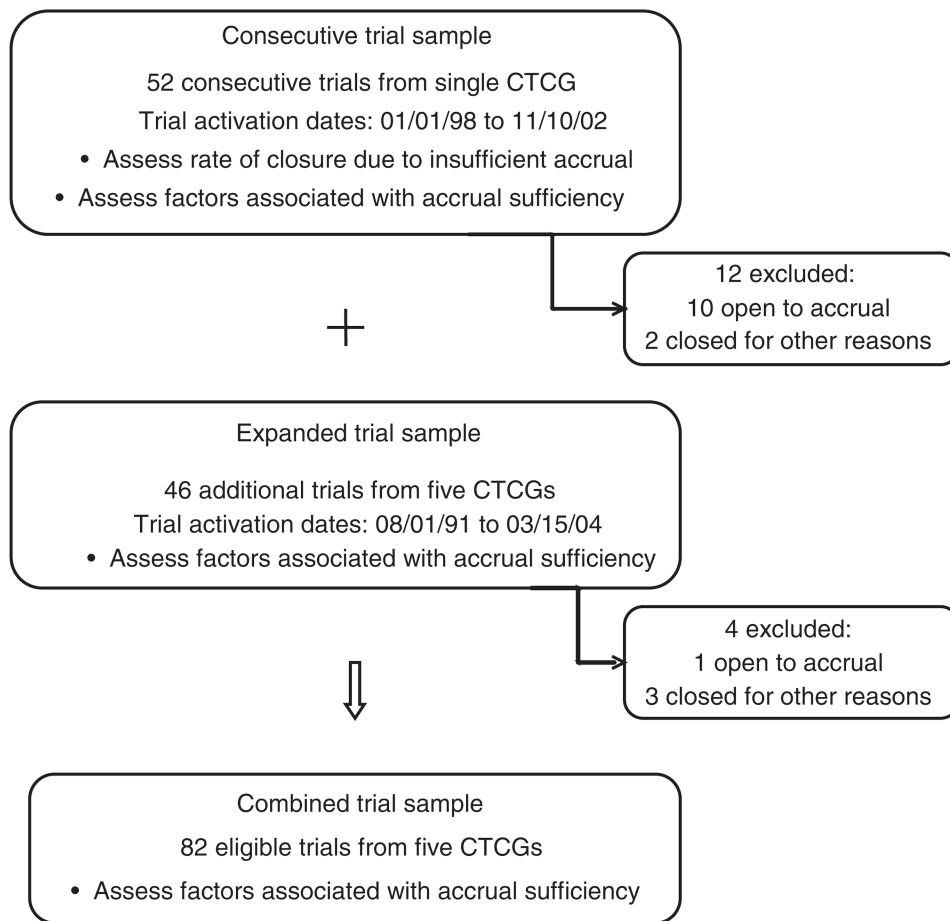 Consecutive trial sample
52 consecutive trials from single CTCG
Trial activation dates: 01/01/98 to 11/10/02
• Assess rate of closure due to insufficient accrual
• Assess factors associated with accrual sufficiency
12 excluded:
10 open to accrual
2 closed for other reasons
+
Expanded trial sample
46 additional trials from five CTCGs
Trial activation dates: 08/01/91 to 03/15/04
• Assess factors associated with accrual sufficiency
4 excluded:
1 open to accrual
3 closed for other reasons
Combined trial sample
82 eligible trials from five CTCGs
• Assess factors associated with accrual sufficiency